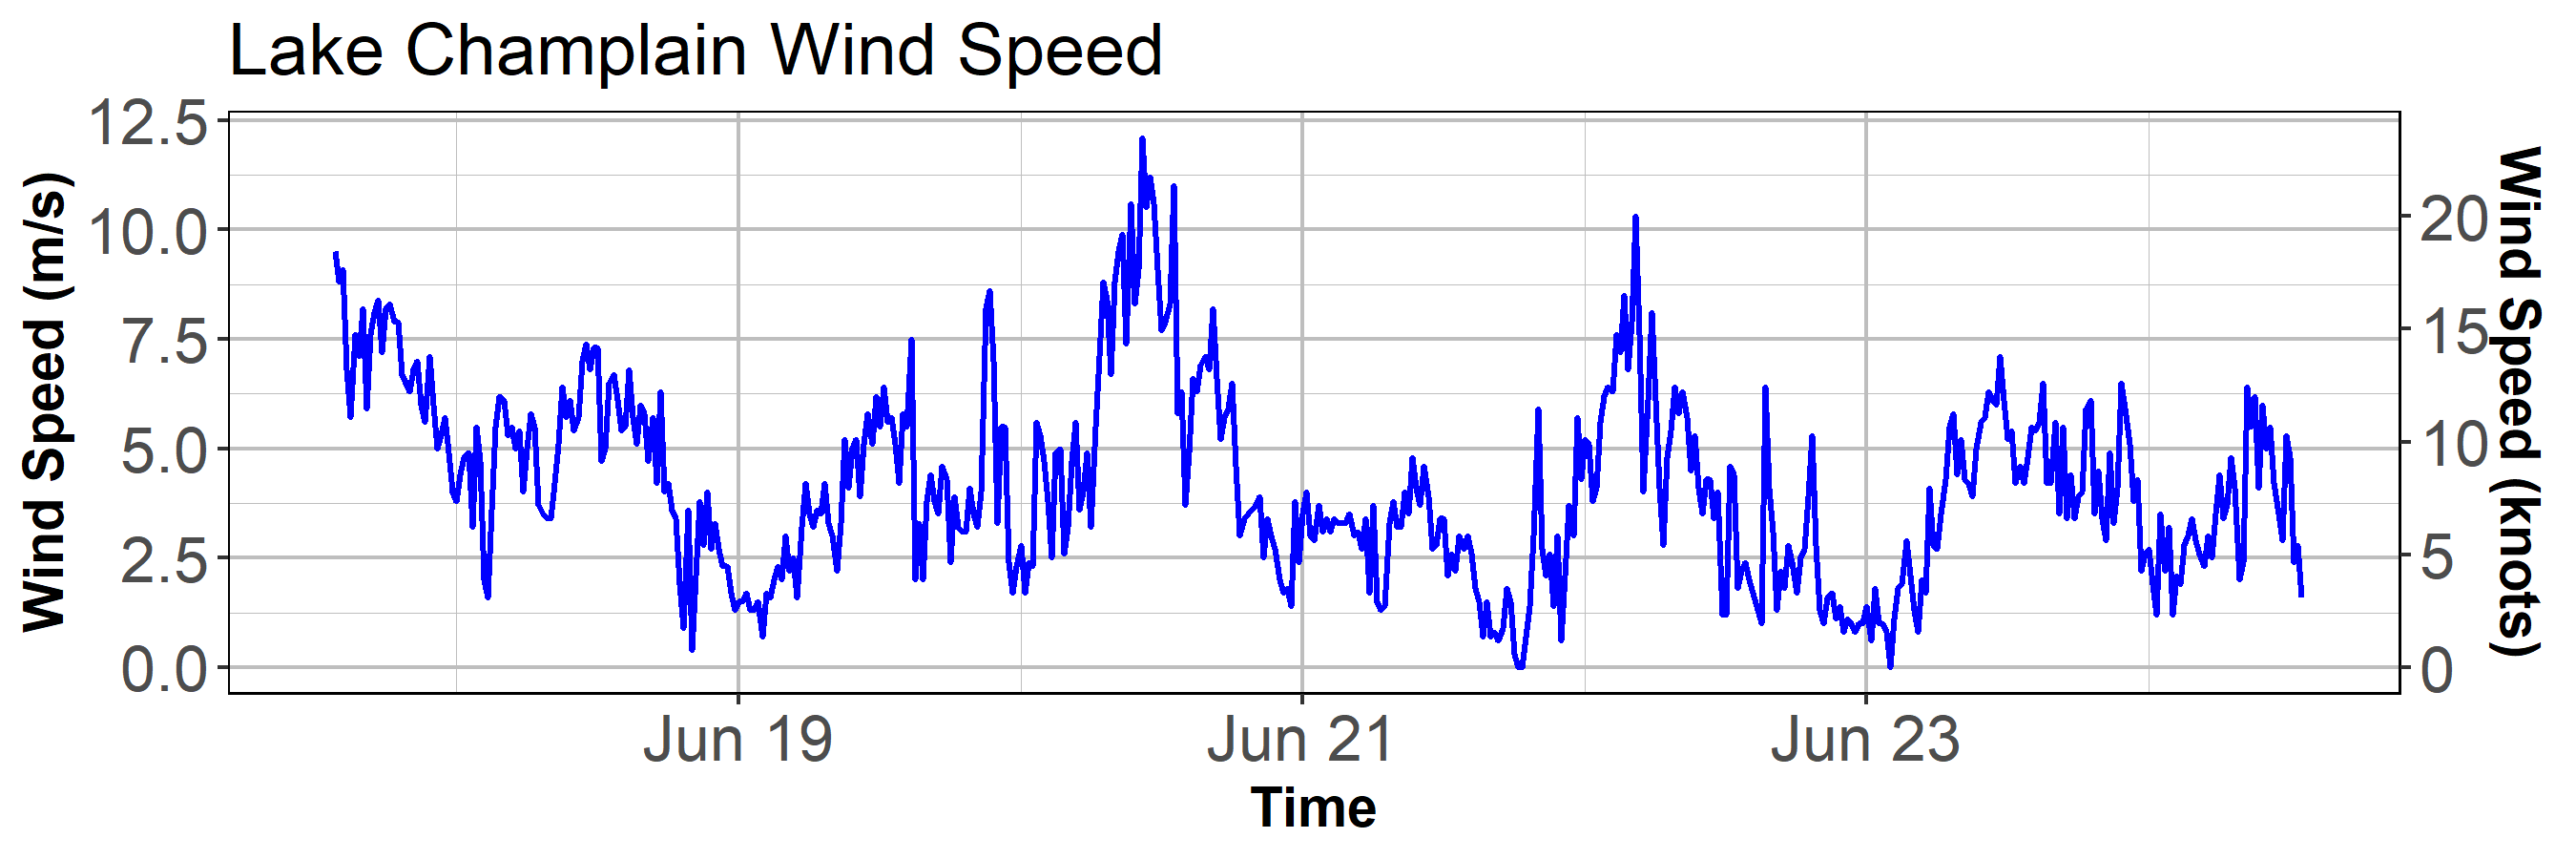 Lake Champlain Wind Speed
Wind Speed (m/s)
12.5
10.0
7.5
5.0
2.5
0.0
20
15
10
5
0
Wind Speed (knots)
Jun 19 Jun 21 Jun 23
Time